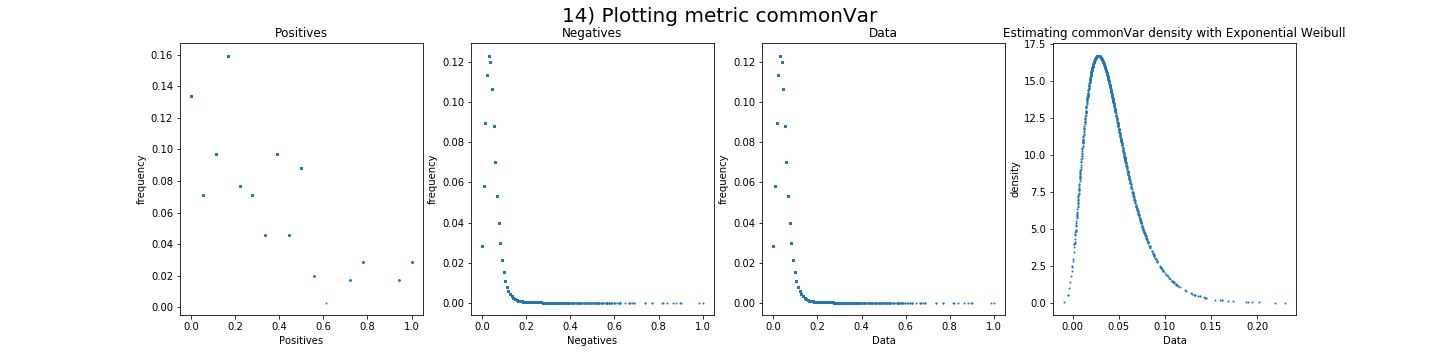 14) Plotting metric commonVar
Positives
frequency
0.16
0.14
0.12
0.10
0.08
0.06
0.04
0.02
0.00
0.0 0.2 0.4 0.6 0.8 1.0
Positives
Negatives
frequency
0.12
0.10
0.08
0.06
0.04
0.02
0.00
0.0 0.2 0.4 0.6 0.8 1.0
Negatives
Data
frequency
0.12
0.10
0.08
0.06
0.04
0.02
0.00
0.0 0.2 0.4 0.6 0.8 1.0
Data
Estimating commonVar density with Exponential Weibull
density
17.5
15.0
12.5
10.0
7.5
5.0
2.5
0.0
0.00 0.05 0.10 0.15 0.20
Data